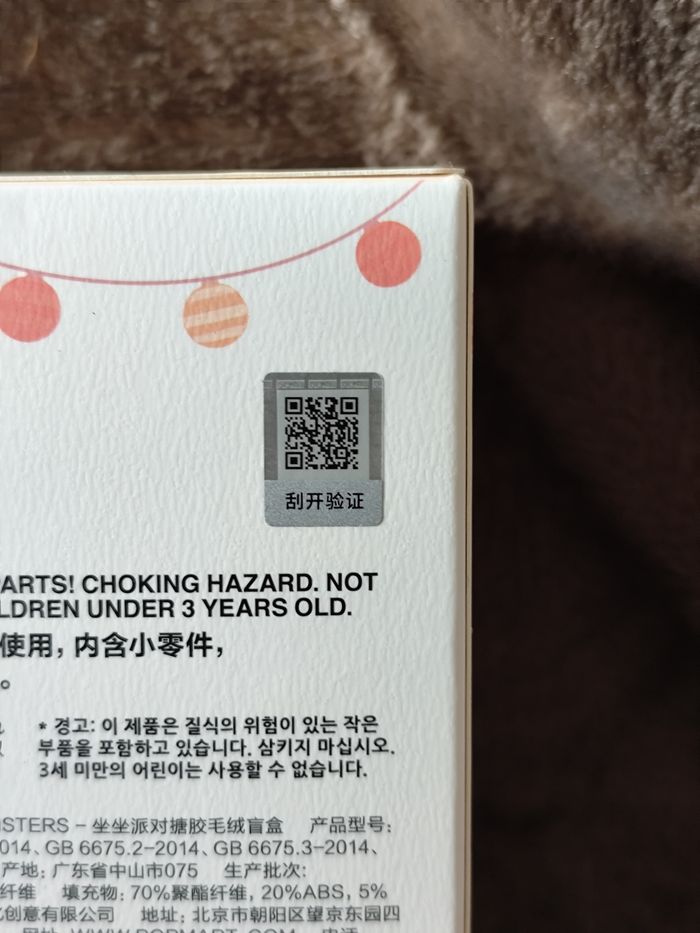 刮开验证
PARTS! CHOKING HAZARD. NOT
LDREN UNDER 3 YEARS OLD.
使用，内含小零件，
。
* 경고: 이 제품은 질식의 위험이 있는 작은
부품을 포함하고 있습니다. 삼키지 마십시오.
3세 미만의 어린이는 사용할 수 없습니다.
STERS – 坐坐派对搪胶毛绒盲盒 产品型号:
014、GB 6675.2–2014、GB 6675.3–2014、
产地: 广东省中山市075 生产批次:
纤维 填充物: 70%聚酯纤维, 20%ABS, 5%
创意有限公司 地址: 北京市朝阳区望京东园四
WWW.POPMART.COM